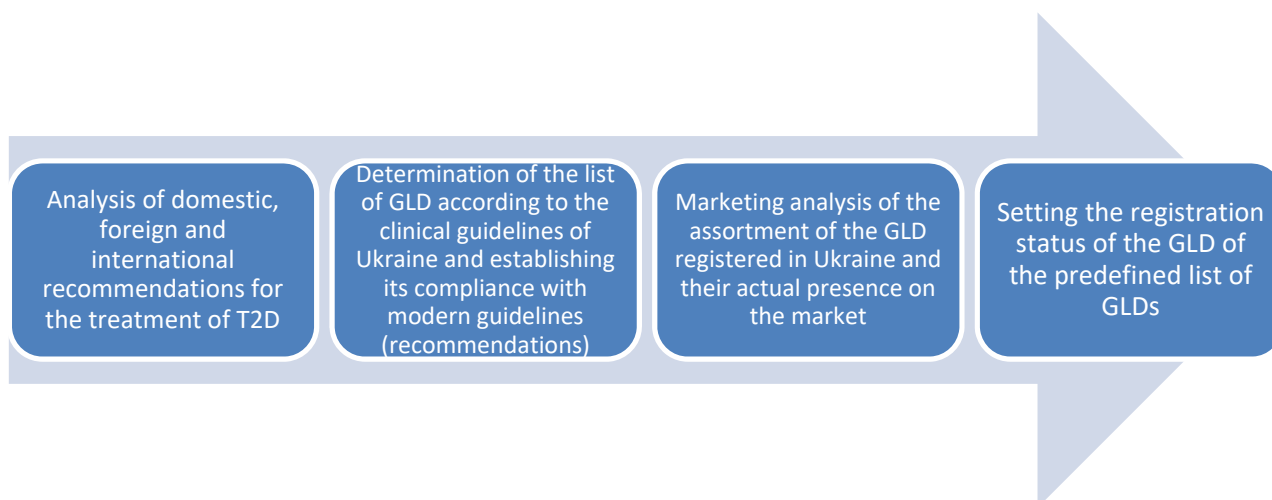 Analysis of domestic,
foreign and
international
recommendations for
the treatment of T2D
Determination of the list
of GLD according to the
clinical guidelines of
Ukraine and establishing
its compliance with
modern guidelines
(recommendations)
Marketing analysis of the
assortment of the GLD
registered in Ukraine and
their actual presence on
the market
Setting the registration
status of the GLD of
the predefined list of
GLDs